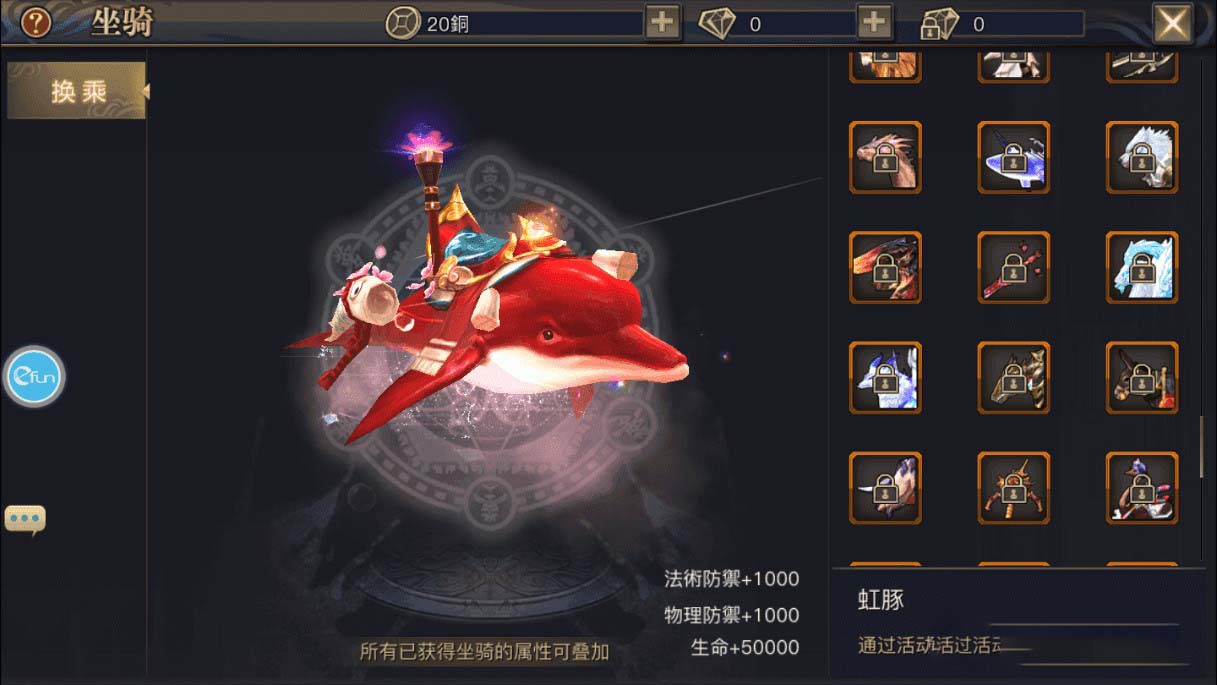 坐骑
20銅
0
0
换乘
efun
法術防禦+1000
物理防禦+1000
生命+50000
所有已获得坐骑的属性可叠加
虹豚
通过活动